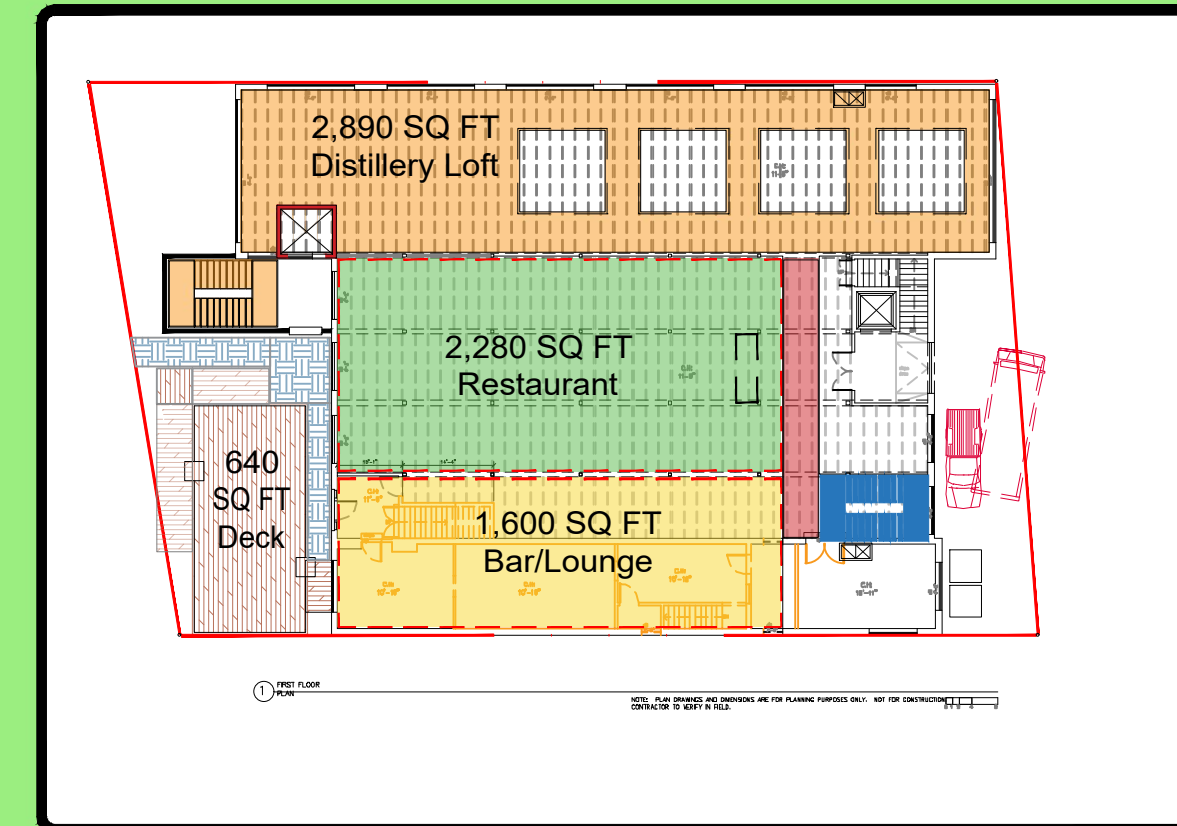 2,890 SQ FT
Distillery Loft
2,280 SQ FT
Restaurant
640
SQ FT
Deck
1,600 SQ FT
Bar/Lounge
1
FIRST FLOOR
PLAN
NOTE: PLAN DRAWINGS AND DIMENSIONS ARE FOR PLANNING PURPOSES ONLY. NOT FOR CONSTRUCTION
CONTRACTOR TO VERIFY IN FIELD.